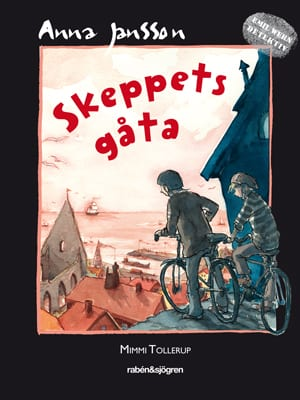 Anna Jansson
EMIL WERN
DETEKTIV
Skeppets
gåta
MIMMI TOLLERUP
rabén&sjögren